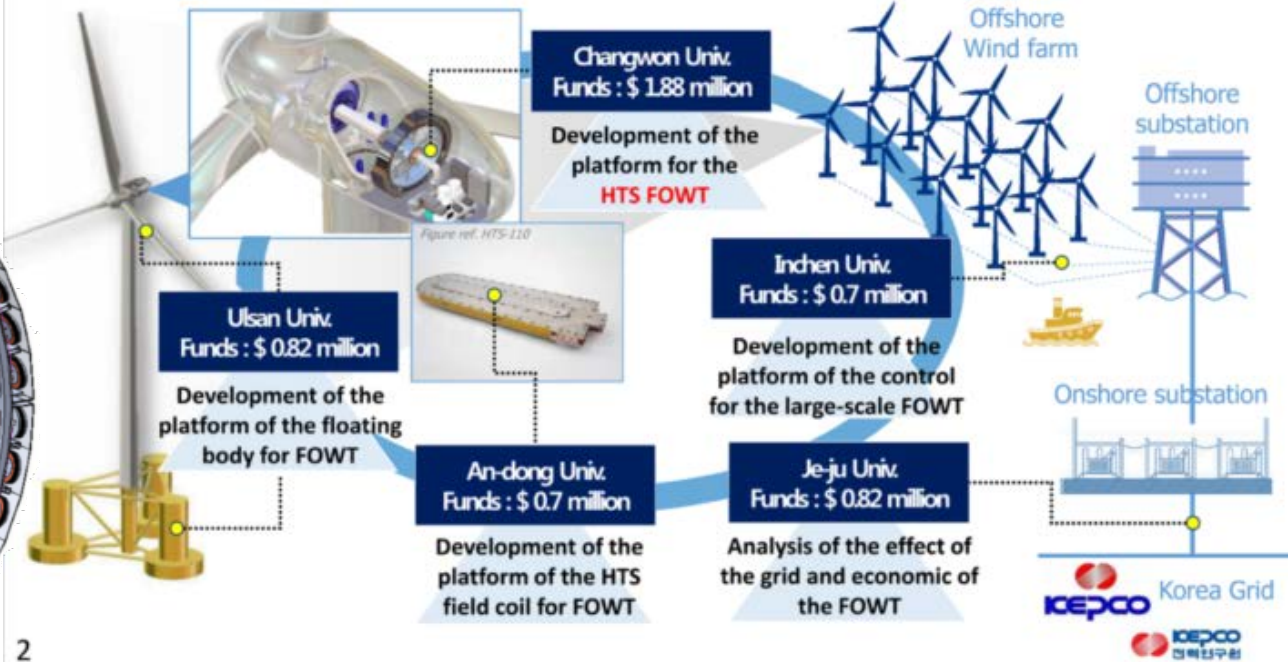 Changwon Univ.
Funds : $ 1.88 million
Development of the
platform for the
HTS FOWT
Offshore
Wind farm
Offshore
substation
Figure ref. HTS-110
Inchen Univ.
Funds : $ 0.7 million
Development of the
platform of the control
for the large-scale FOWT
Ulsan Univ.
Funds : $ 0.82 million
Development of the
platform of the floating
body for FOWT
Onshore substation
An-dong Univ.
Funds : $ 0.7 million
Development of the
platform of the HTS
field coil for FOWT
Je-ju Univ.
Funds : $ 0.82 million
Analysis of the effect of
the grid and economic of
the FOWT
KEPCO
Korea Grid
KEPCO
전력연구원
2